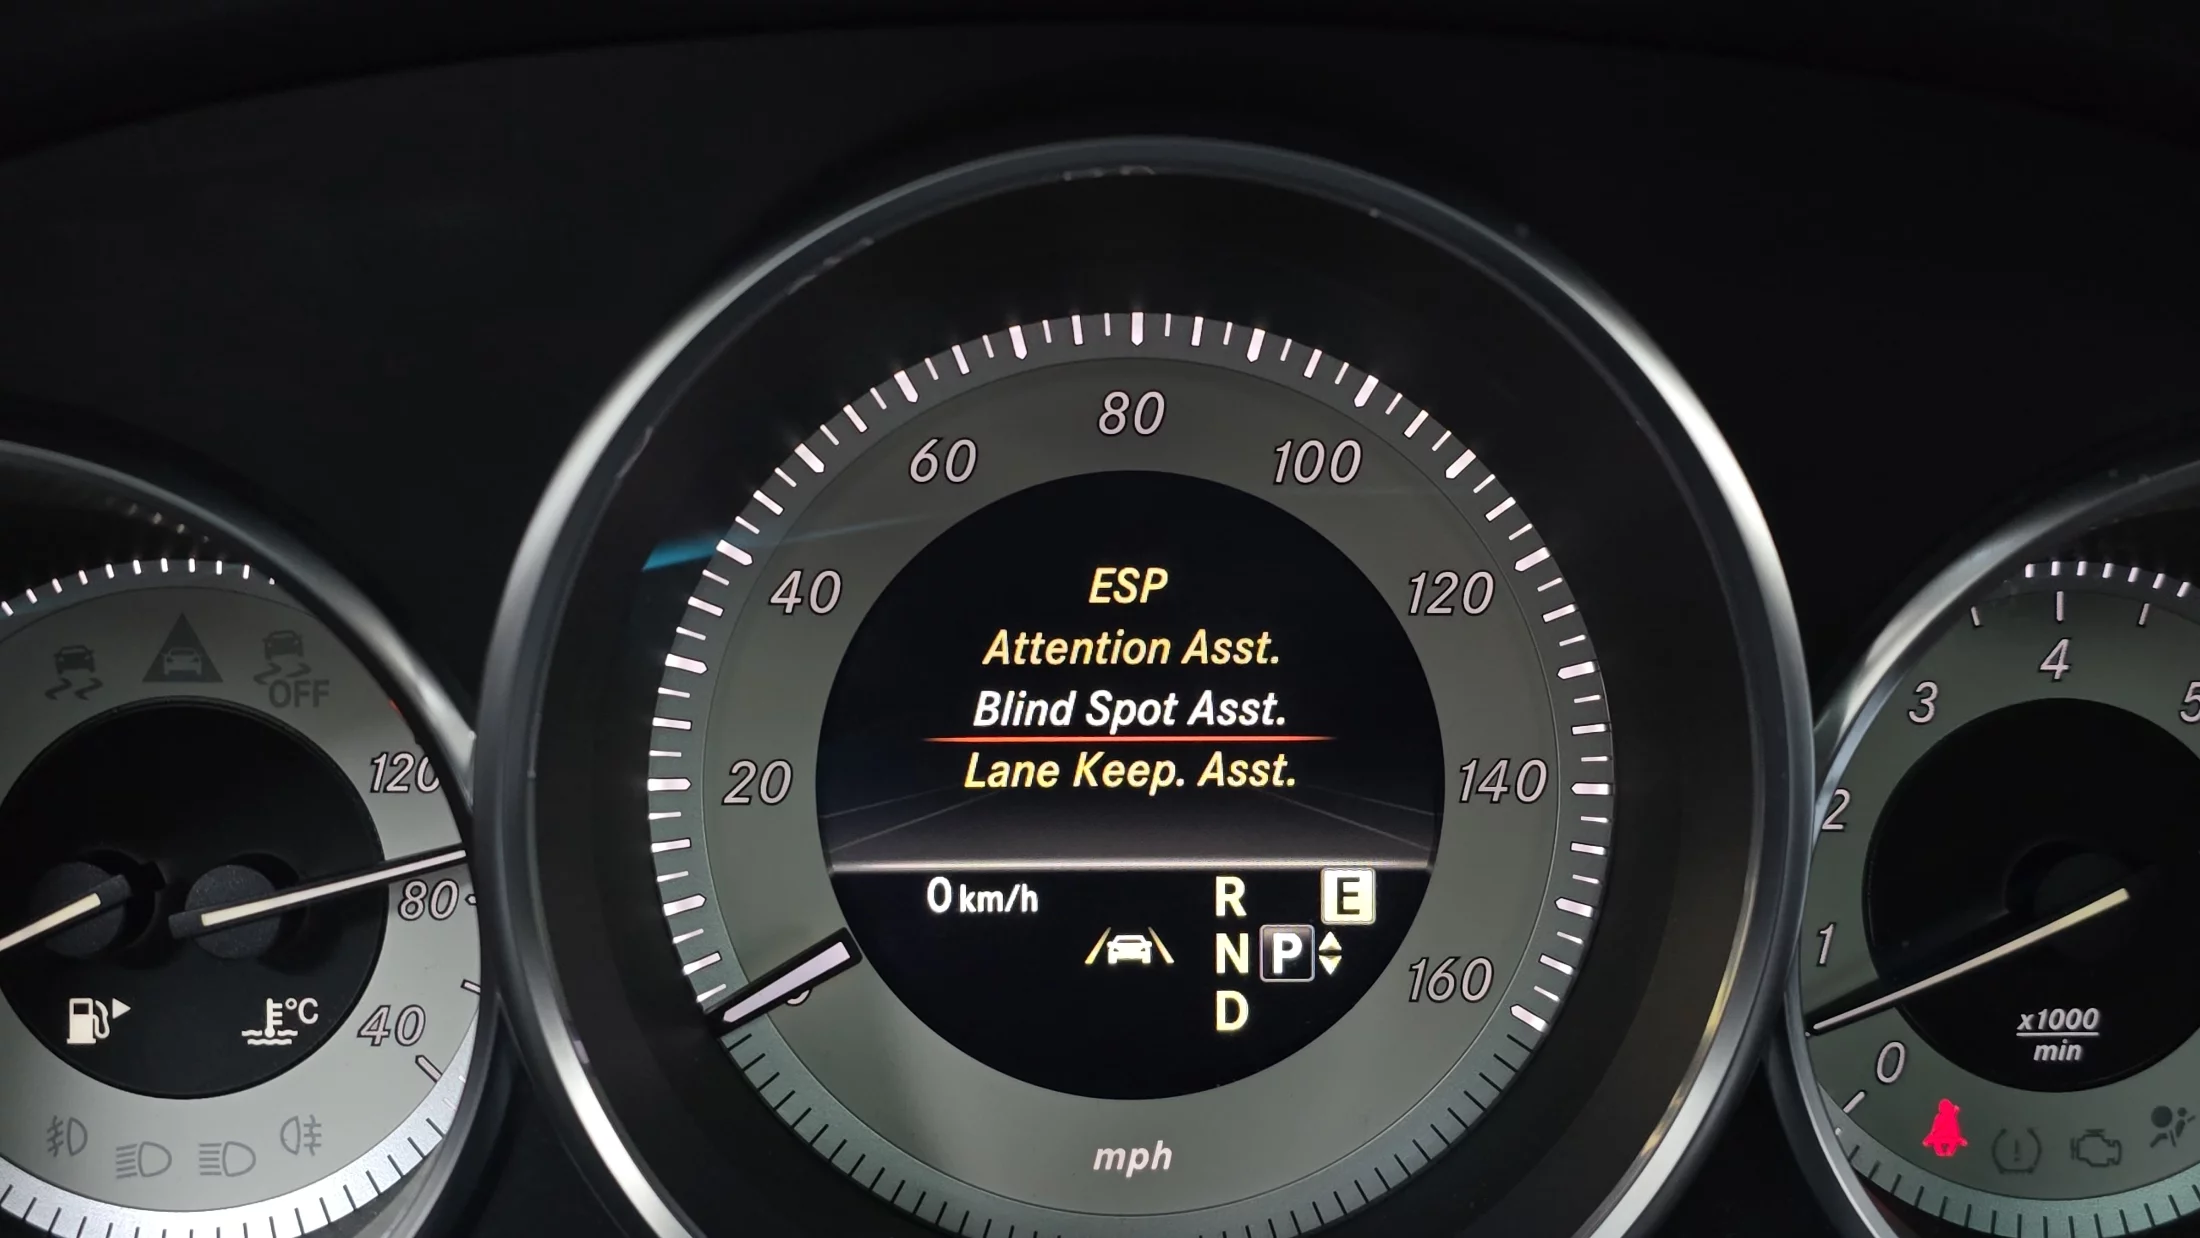 ESP
Attention Asst.
Blind Spot Asst.
Lane Keep. Asst.
0 km/h
R
E
N P
D
20
40
60
80
100
120
140
160
mph
OFF
120
80
40
°C
0
1
2
3
4
5
x1000
min